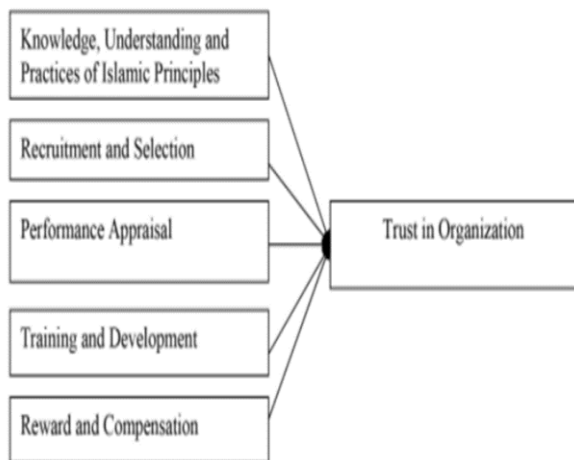 Knowledge, Understanding and
Practices of Islamic Principles
Recruitment and Selection
Performance Appraisal
Trust in Organization
Training and Development
Reward and Compensation